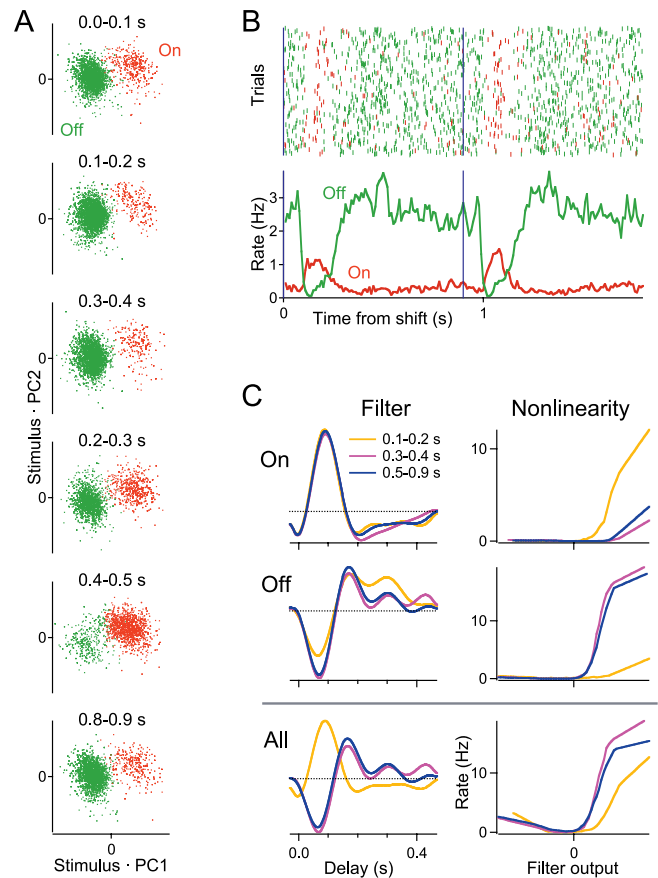 A
0.0-0.1 s
On
0
Off
0.1-0.2 s
0
0.3-0.4 s
0
0.2-0.3 s
0
0.4-0.5 s
0
0.8-0.9 s
0
0
Stimulus · PC2
Stimulus · PC1
B
Trials
Rate (Hz)
3
2
1
0
Off
On
0
1
Time from shift (s)
C
Filter
Nonlinearity
0.1-0.2 s
0.3-0.4 s
0.5-0.9 s
On
10
0
Off
10
0
All
Rate (Hz)
10
0
0.0
0.4
Delay (s)
0
Filter output